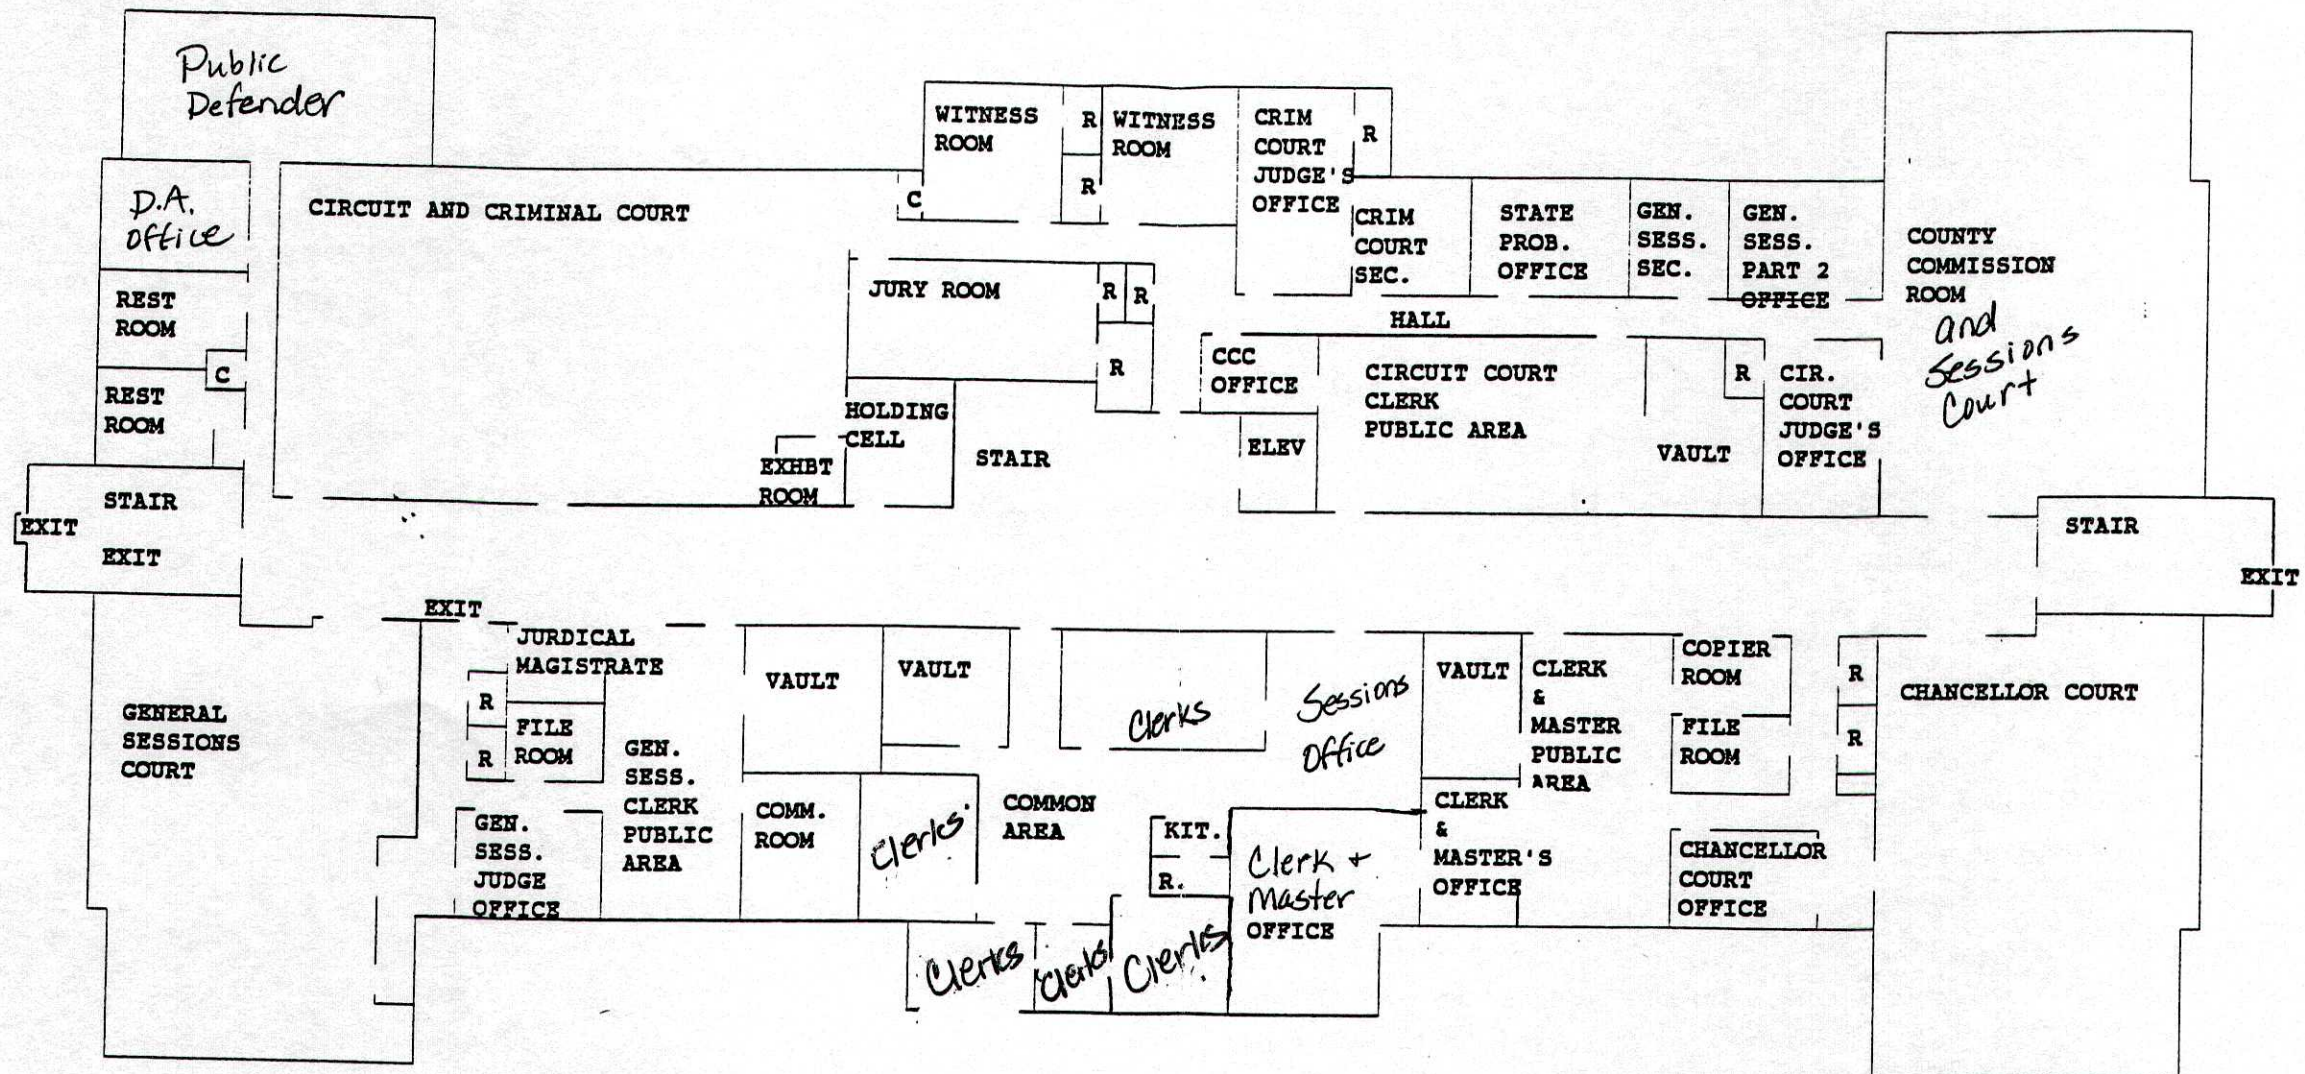 Public
Defender
WITNESS
ROOM
R
R
WITNESS
ROOM
CRIM
COURT
JUDGE'S
OFFICE
R
D.A.
Office
CIRCUIT AND CRIMINAL COURT
C
CRIM
COURT
SEC.
STATE
PROB.
OFFICE
GEN.
SESS.
SEC.
GEN.
SESS.
PART 2
OFFICE
COUNTY
COMMISSION
ROOM
and
Sessions
Court
REST
ROOM
C
REST
ROOM
JURY ROOM
R
R
R
HALL
CCC
OFFICE
CIRCUIT COURT
CLERK
PUBLIC AREA
R
VAULT
CIR.
COURT
JUDGE'S
OFFICE
HOLDING
CELL
EXHBT
ROOM
STAIR
ELEV
STAIR
EXIT
EXIT
STAIR
EXIT
EXIT
GENERAL
SESSIONS
COURT
JURDICAL
MAGISTRATE
R
R
FILE
ROOM
GEN.
SESS.
JUDGE
OFFICE
GEN.
SESS.
CLERK
PUBLIC
AREA
VAULT
VAULT
COMM.
ROOM
Clerks
COMMON
AREA
Clerks
Sessions
Office
KIT.
R.
Clerk +
Master
OFFICE
Clerks
Clerks
Clerks
VAULT
CLERK
&
MASTER
PUBLIC
AREA
CLERK
&
MASTER'S
OFFICE
COPIER
ROOM
FILE
ROOM
R
R
CHANCELLOR
COURT
OFFICE
CHANCELLOR COURT